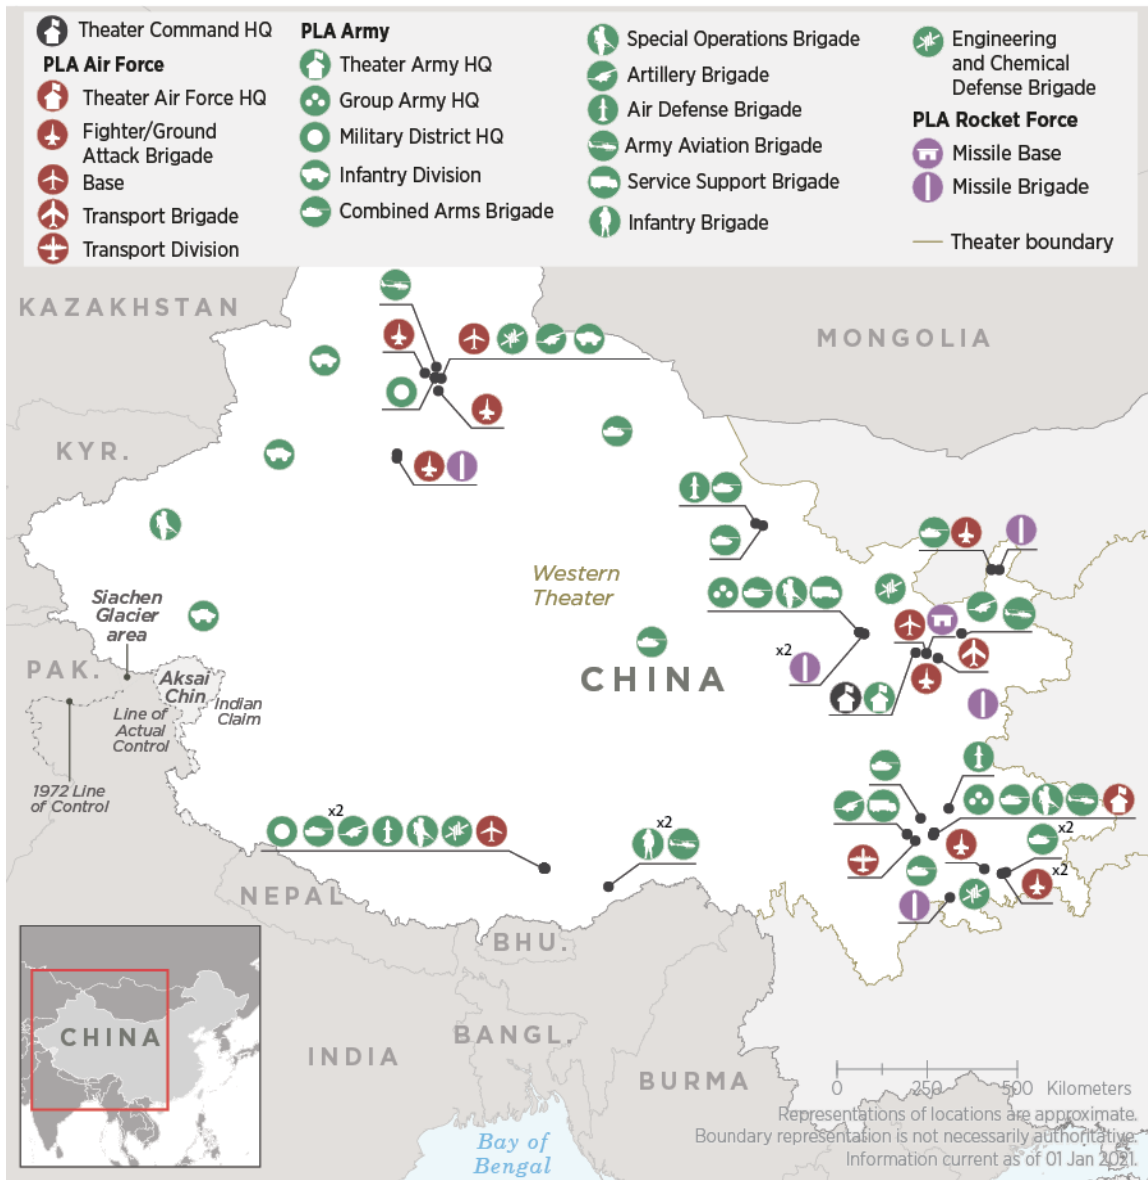 Theater Command HQ
PLA Air Force
Theater Air Force HQ
Fighter/Ground
Attack Brigade
Base
Transport Brigade
Transport Division
PLA Army
Theater Army HQ
Group Army HQ
Military District HQ
Infantry Division
Combined Arms Brigade
Special Operations Brigade
Artillery Brigade
Air Defense Brigade
Army Aviation Brigade
Service Support Brigade
Infantry Brigade
Engineering
and Chemical
Defense Brigade
PLA Rocket Force
Missile Base
Missile Brigade
Theater boundary
KAZAKHSTAN
MONGOLIA
KYR.
Western
Theater
Siachen
Glacier
area
PAK.
Aksai
Chin
Indian
Claim
Line of
Actual
Control
1972 Line
of Control
CHINA
x2
x2
x2
x2
x2
NEPAL
BHU.
CHINA
INDIA
BANGL.
BURMA
Bay of
Bengal
0 250 500 Kilometers
Representations of locations are approximate.
Boundary representation is not necessarily authoritative.
Information current as of 01 Jan 2021.